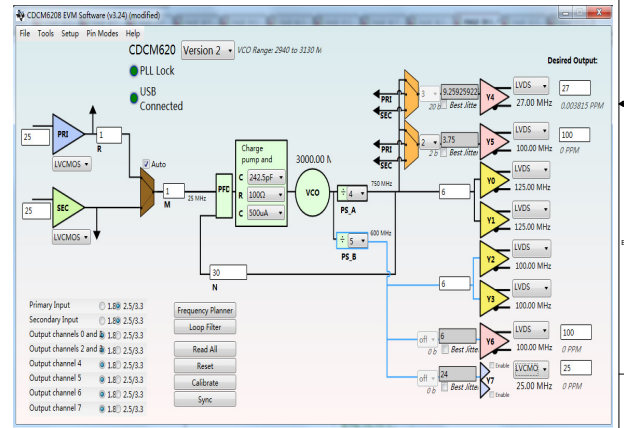 CDCM6208 EVM Software (v3.24) (modified)
File Tools Setup Pin Modes Help
CDCM620 Version 2 VCO Range: 2940 to 3130 M
Desired Output:
PLL Lock
USB
Connected
PRI
SEC
3
20 b
9.25925922
Best Jitter
Y4
LVDS
27
27.00 MHz
0.003815 PPM
PRI
SEC
2
2 b
3.75
Best Jitter
Y5
LVDS
100
100.00 MHz
0 PPM
25
PRI
1
R
LVCMOS
Auto
25
SEC
LVCMOS
1
M
25 MHz
PFD
Charge
pump and
C 242.5pF
R 100Ω
C 500uA
3000.00 M
VCO
÷ 4
750 MHz
PS_A
÷ 5
600 MHz
PS_B
30
N
6
Y0
LVDS
125.00 MHz
Y1
LVDS
125.00 MHz
6
Y2
LVDS
100.00 MHz
Y3
LVDS
100.00 MHz
off
0 b
6
Best Jitte
Y6
LVDS
100
100.00 MHz
0 PPM
off
0 b
24
Best Jitte
Y7
Enable
Enable
LVCMO
25
25.00 MHz
0 PPM
Primary Input 1.8 2.5/3.3
Secondary Input 1.8 2.5/3.3
Output channels 0 and 1.8 2.5/3.3
Output channels 2 and 1.8 2.5/3.3
Output channel 4 1.8 2.5/3.3
Output channel 5 1.8 2.5/3.3
Output channel 6 1.8 2.5/3.3
Output channel 7 1.8 2.5/3.3
Frequency Planner
Loop Filter
Read All
Reset
Calibrate
Sync